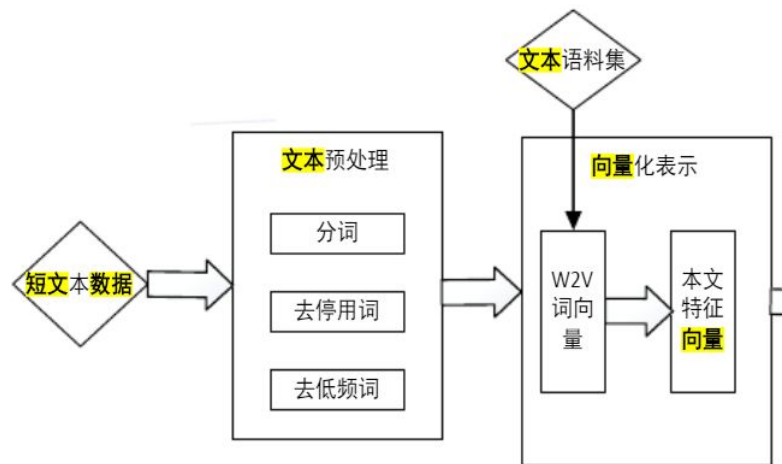 文本语料集
文本预处理
向量化表示
分词
短文本数据
去停用词
去低频词
W2V
词向
量
本文
特征
向量